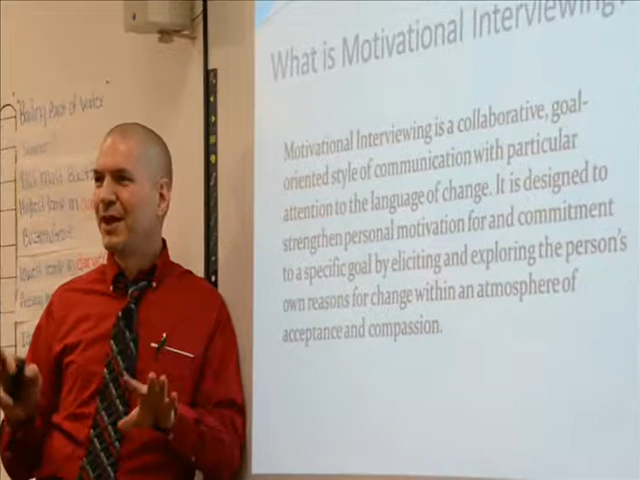 What is Motivational Interviewing?
Motivational Interviewing is a collaborative, goal-
oriented style of communication with particular
attention to the language of change. It is designed to
strengthen personal motivation for and commitment
to a specific goal by eliciting and exploring the person's
own reasons for change within an atmosphere of
acceptance and compassion.
of water